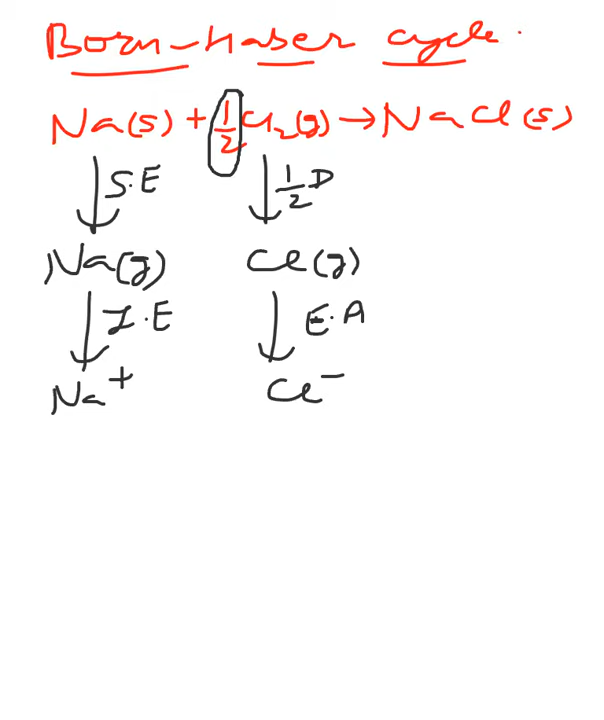 Born-Haber cycle.
Na(s) + 1/2 Cl₂(g) → NaCl(s)
↓ S.E ↓ 1/2 D
Na(g) Cl(g)
↓ I.E ↓ E.A
Na⁺ Cl⁻